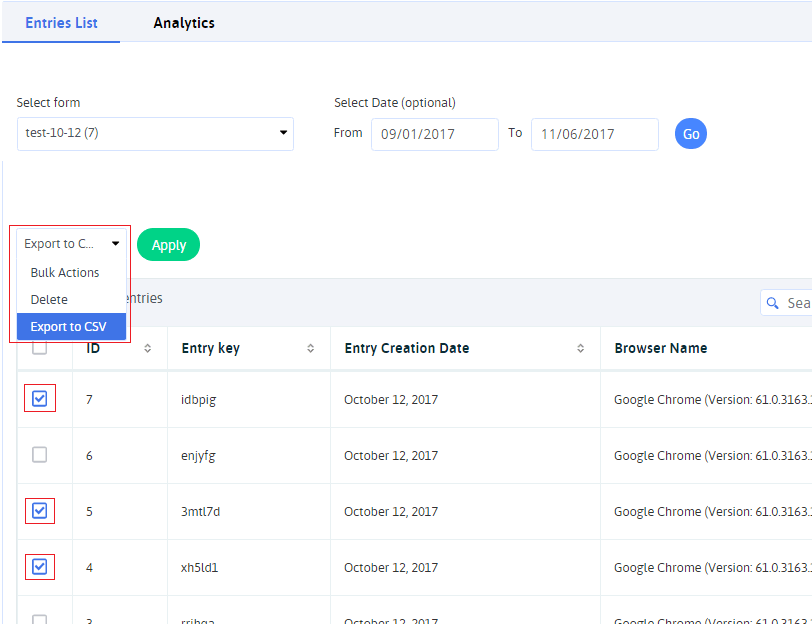 Entries List Analytics
Select form Select Date (optional)
test-10-12 (7) From 09/01/2017 To 11/06/2017 Go
Export to C... Apply
Bulk Actions
Delete entries
Export to CSV Sea
ID Entry key Entry Creation Date Browser Name
7 idbpig October 12, 2017 Google Chrome (Version: 61.0.3163.
6 enjyfg October 12, 2017 Google Chrome (Version: 61.0.3163.
5 3mtl7d October 12, 2017 Google Chrome (Version: 61.0.3163.
4 xh5ld1 October 12, 2017 Google Chrome (Version: 61.0.3163.
October 12, 2017 Google Chrome (Version: 61.0.3163.